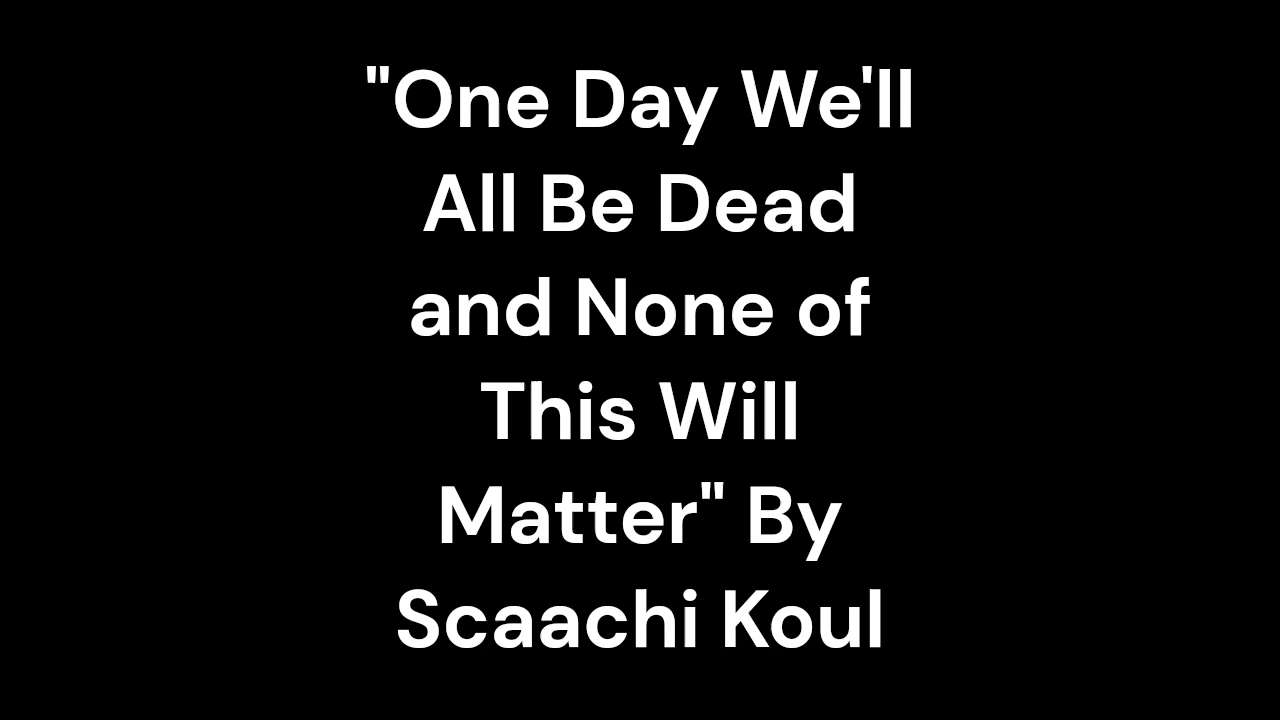 "One Day We'll
All Be Dead
and None of
This Will
Matter" By
Scaachi Koul